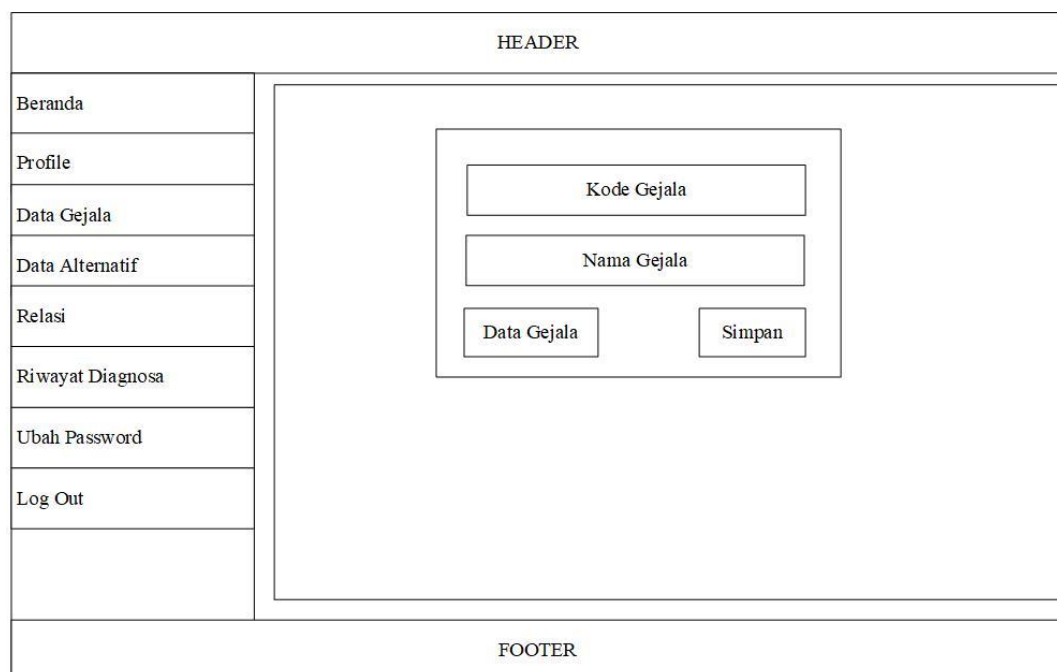 HEADER
Beranda
Profile
Data Gejala
Data Alternatif
Relasi
Riwayat Diagnosa
Ubah Password
Log Out
Kode Gejala
Nama Gejala
Data Gejala
Simpan
FOOTER